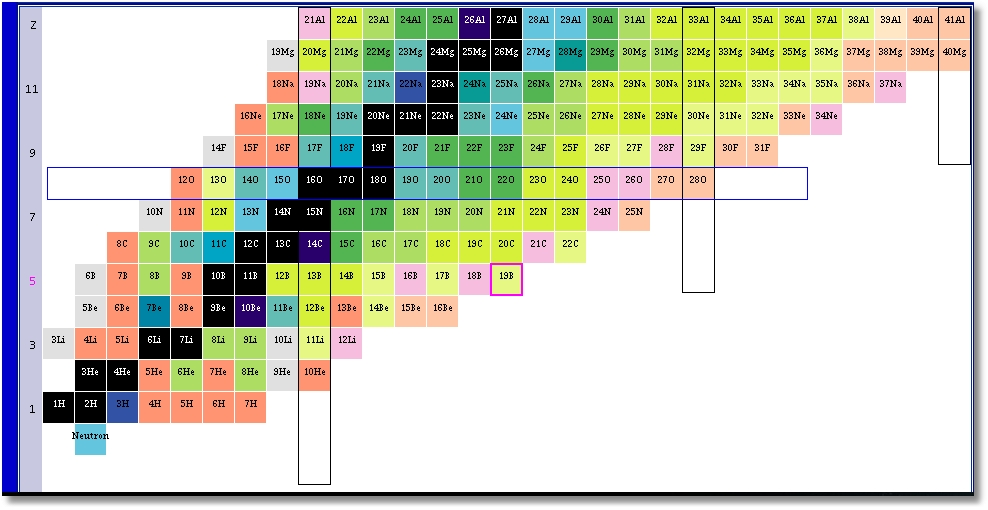 Z 21Al 22Al 23Al 24Al 25Al 26Al 27Al 28Al 29Al 30Al 31Al 32Al 33Al 34Al 35Al 36Al 37Al 38Al 39Al 40Al 41Al
19Mg 20Mg 21Mg 22Mg 23Mg 24Mg 25Mg 26Mg 27Mg 28Mg 29Mg 30Mg 31Mg 32Mg 33Mg 34Mg 35Mg 36Mg 37Mg 38Mg 39Mg 40Mg
11 18Na 19Na 20Na 21Na 22Na 23Na 24Na 25Na 26Na 27Na 28Na 29Na 30Na 31Na 32Na 33Na 34Na 35Na 36Na 37Na
16Ne 17Ne 18Ne 19Ne 20Ne 21Ne 22Ne 23Ne 24Ne 25Ne 26Ne 27Ne 28Ne 29Ne 30Ne 31Ne 32Ne 33Ne 34Ne
9 14F 15F 16F 17F 18F 19F 20F 21F 22F 23F 24F 25F 26F 27F 28F 29F 30F 31F
12O 13O 14O 15O 16O 17O 18O 19O 20O 21O 22O 23O 24O 25O 26O 27O 28O
7 10N 11N 12N 13N 14N 15N 16N 17N 18N 19N 20N 21N 22N 23N 24N 25N
8C 9C 10C 11C 12C 13C 14C 15C 16C 17C 18C 19C 20C 21C 22C
5 6B 7B 8B 9B 10B 11B 12B 13B 14B 15B 16B 17B 18B 19B
5Be 6Be 7Be 8Be 9Be 10Be 11Be 12Be 13Be 14Be 15Be 16Be
3 3Li 4Li 5Li 6Li 7Li 8Li 9Li 10Li 11Li 12Li
3He 4He 5He 6He 7He 8He 9He 10He
1 1H 2H 3H 4H 5H 6H 7H
Neutron